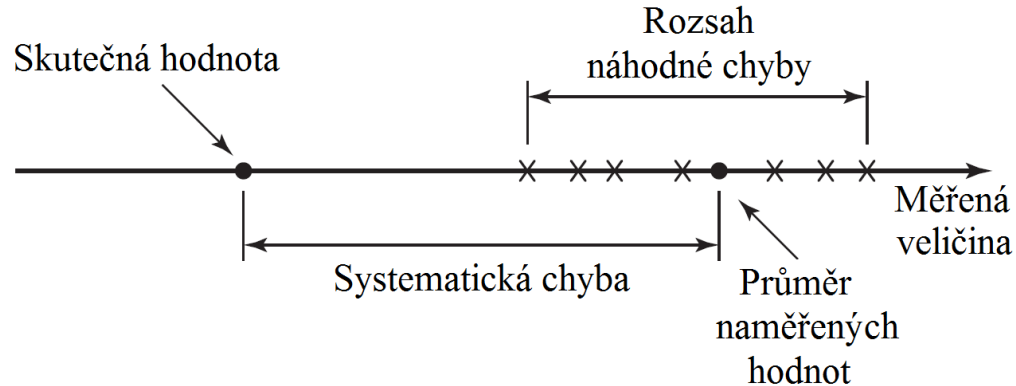 Rozsah
náhodné chyby
Skutečná hodnota
Měřená
veličina
Systematická chyba
Průměr
naměřených
hodnot